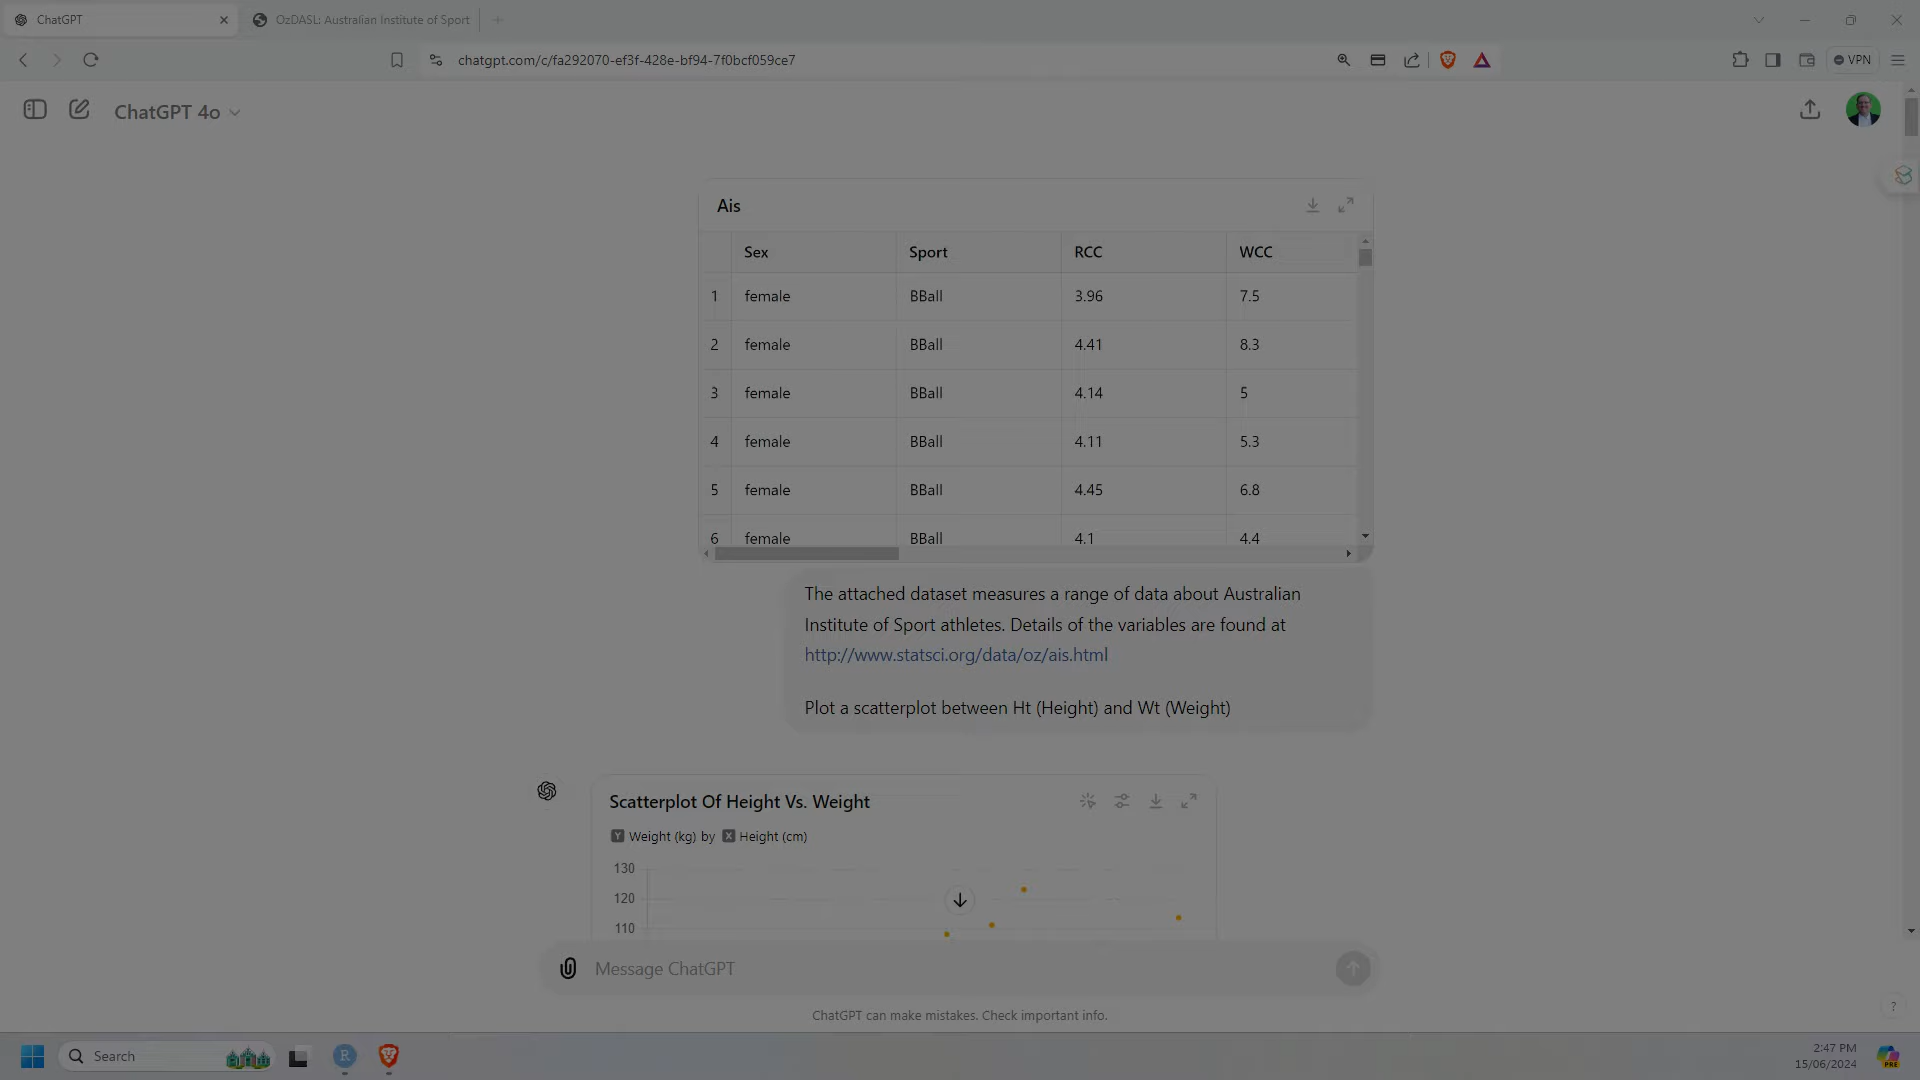 ChatGPT
OzDASL: Australian Institute of Sport
chatgpt.com/c/fa292070-ef3f-428e-bf94-7f0bcf059ce7
VPN
ChatGPT 4o
Ais
Sex Sport RCC WCC
1 female BBall 3.96 7.5
2 female BBall 4.41 8.3
3 female BBall 4.14 5
4 female BBall 4.11 5.3
5 female BBall 4.45 6.8
6 female BBall 4.1 4.4
The attached dataset measures a range of data about Australian
Institute of Sport athletes. Details of the variables are found at
http://www.statsci.org/data/oz/ais.html
Plot a scatterplot between Ht (Height) and Wt (Weight)
Scatterplot Of Height Vs. Weight
Y Weight (kg) by X Height (cm)
130
120
110
Message ChatGPT
ChatGPT can make mistakes. Check important info.
?
Search
R
2:47 PM
15/06/2024
PRE